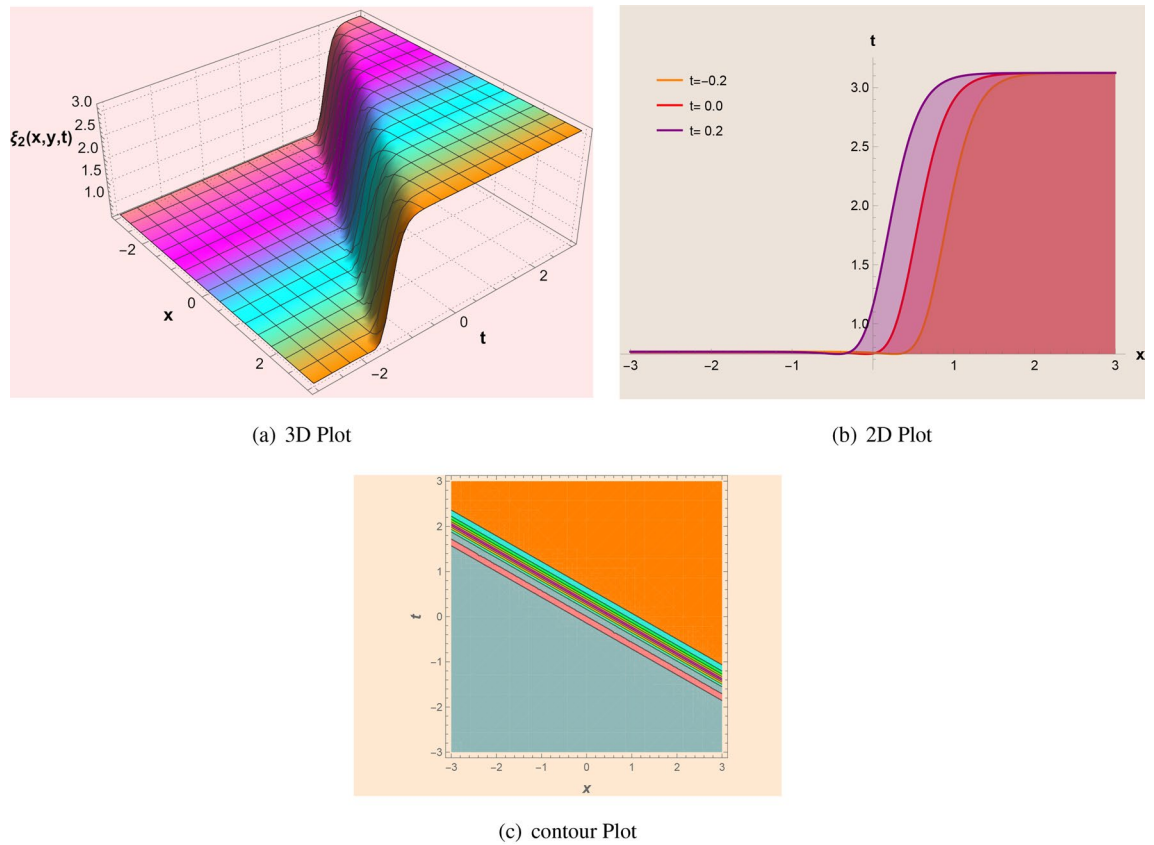 3.0
2.5
ξ₂(x,y,t)
2.0
1.5
1.0
−2
0
2
x
−2
0
2
t
(a) 3D Plot
t
t=−0.2
t= 0.0
t= 0.2
3.0
2.5
2.0
1.5
1.0
−3 −2 −1 1 2 3
x
(b) 2D Plot
3
2
1
0
−1
−2
−3
t
−3 −2 −1 0 1 2 3
x
(c) contour Plot